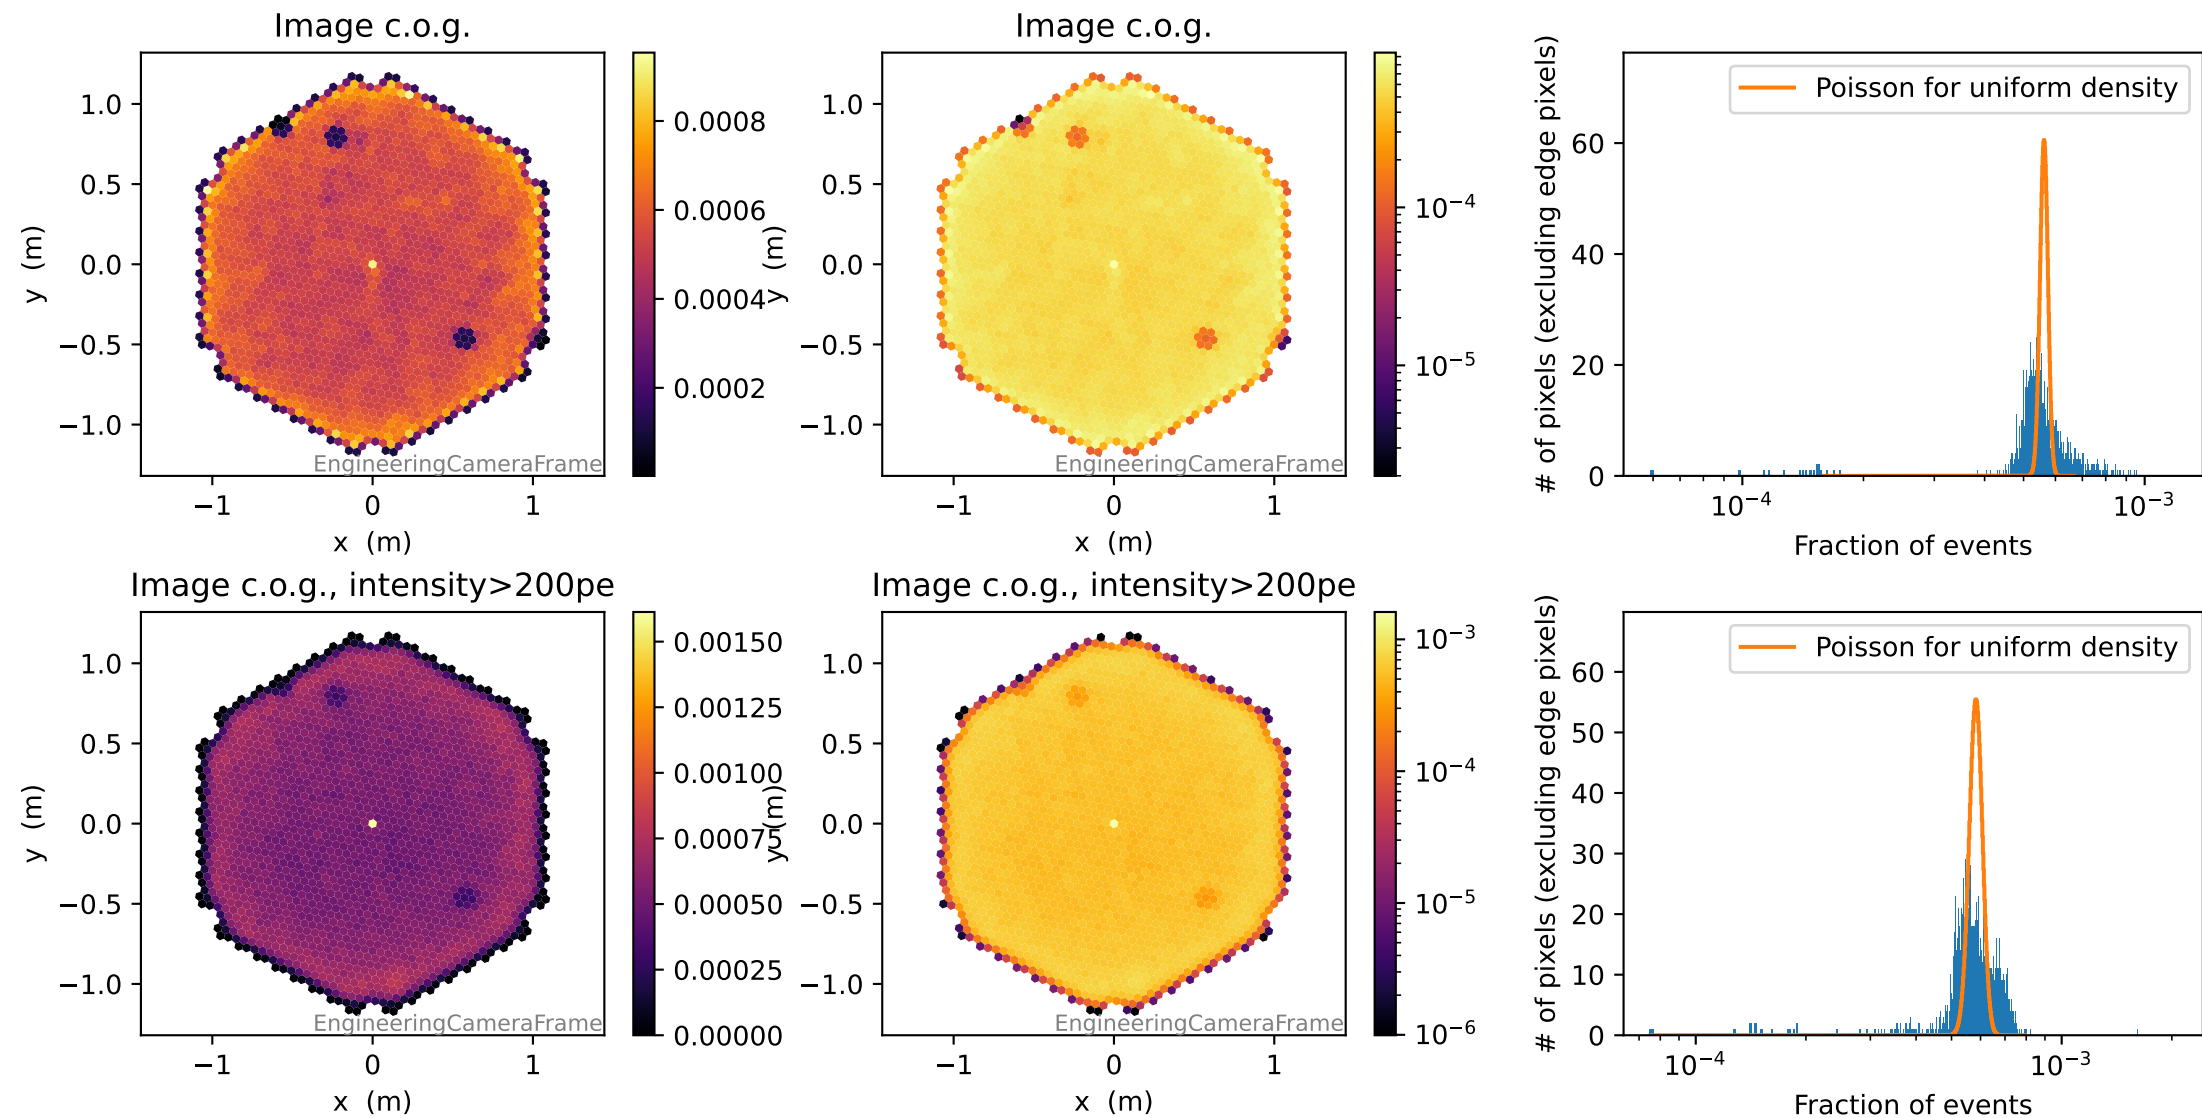 Image c.o.g.
y (m)
1.0
0.5
0.0
−0.5
−1.0
−1
0
1
x (m)
EngineeringCameraFrame
0.0008
0.0006
0.0004
0.0002
Image c.o.g.
y (m)
1.0
0.5
0.0
−0.5
−1.0
−1
0
1
x (m)
EngineeringCameraFrame
10⁻⁴
10⁻⁵
# of pixels (excluding edge pixels)
60
40
20
0
Poisson for uniform density
10⁻⁴
10⁻³
Fraction of events
Image c.o.g., intensity>200pe
y (m)
1.0
0.5
0.0
−0.5
−1.0
−1
0
1
x (m)
EngineeringCameraFrame
0.00150
0.00125
0.00100
0.00075
0.00050
0.00025
0.00000
Image c.o.g., intensity>200pe
y (m)
1.0
0.5
0.0
−0.5
−1.0
−1
0
1
x (m)
EngineeringCameraFrame
10⁻³
10⁻⁴
10⁻⁵
10⁻⁶
# of pixels (excluding edge pixels)
60
50
40
30
20
10
0
Poisson for uniform density
10⁻⁴
10⁻³
Fraction of events